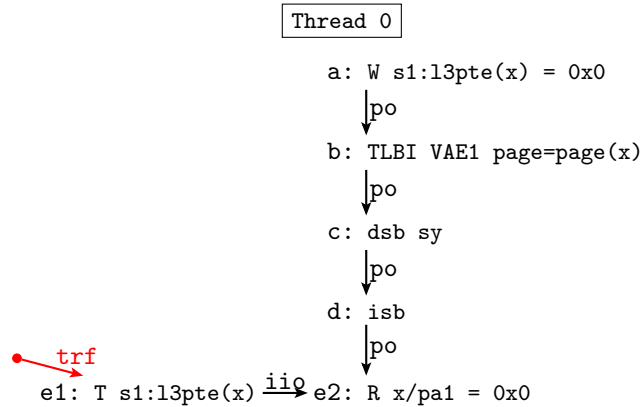 Thread 0
a: W s1:l3pte(x) = 0x0
po
b: TLBI VAE1 page=page(x)
po
c: dsb sy
po
d: isb
po
trf
e1: T s1:l3pte(x)
iio
e2: R x/pa1 = 0x0